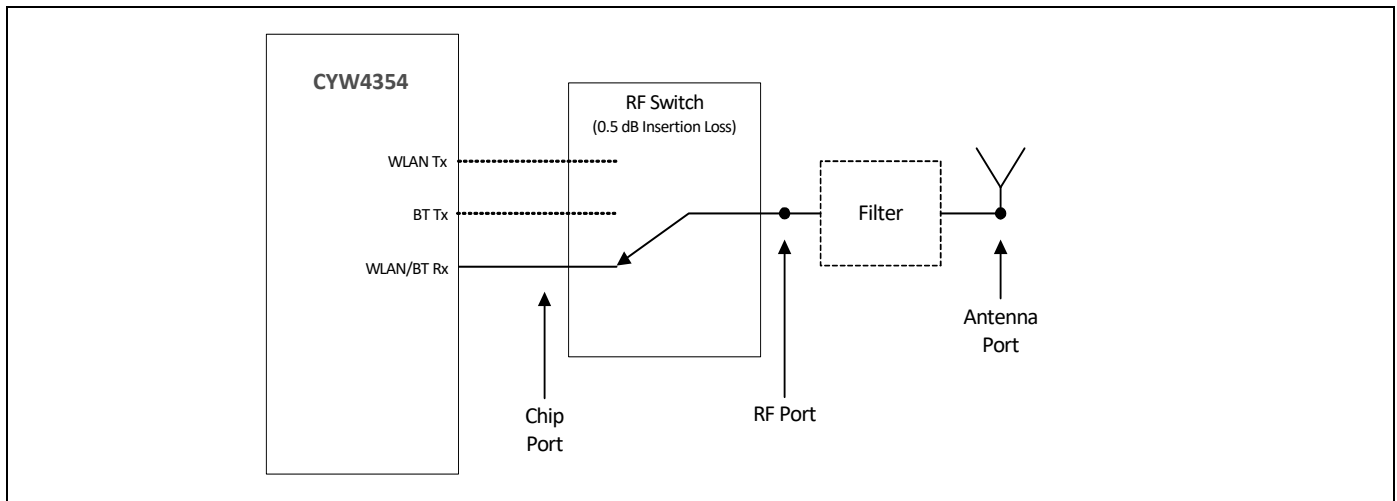 CYW4354
RF Switch
(0.5 dB Insertion Loss)
WLAN Tx
BT Tx
WLAN/BT Rx
Filter
Antenna
Port
Chip
Port
RF Port